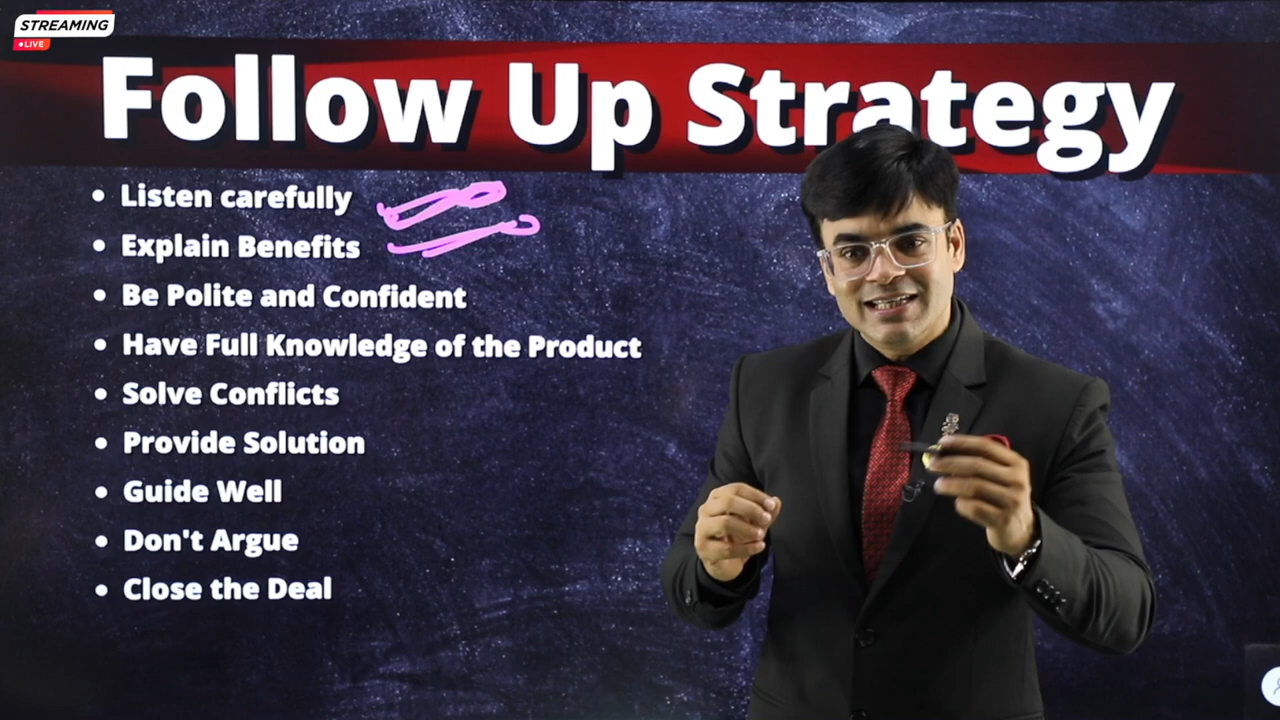 STREAMING
LIVE
Follow Up Strategy
• Listen carefully
• Explain Benefits
• Be Polite and Confident
• Have Full Knowledge of the Product
• Solve Conflicts
• Provide Solution
• Guide Well
• Don't Argue
• Close the Deal